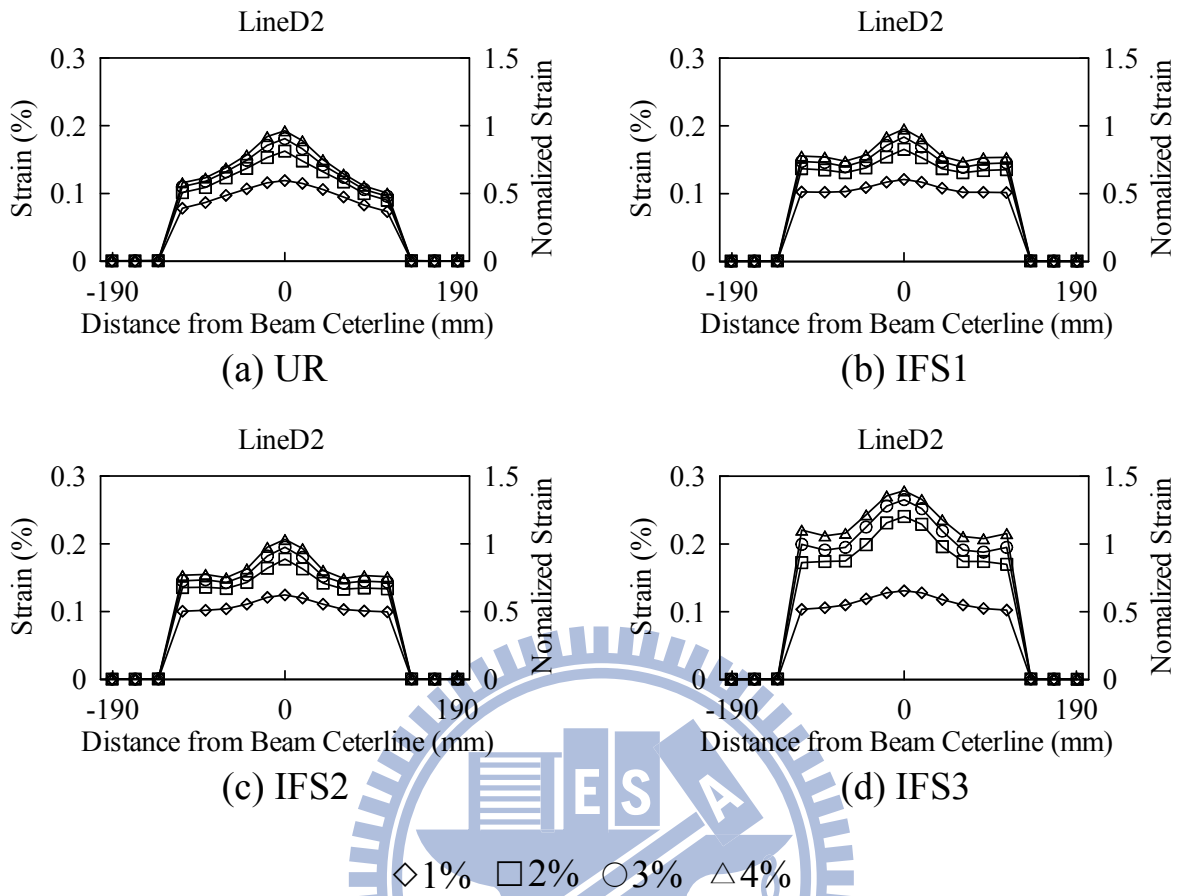 LineD2
0.3
0.2
0.1
0
1.5
1
0.5
0
Strain (%)
Nomalized Strain
-190 0 190
Distance from Beam Ceterline (mm)
(a) UR
LineD2
0.3
0.2
0.1
0
1.5
1
0.5
0
Strain (%)
Nomalized Strain
-190 0 190
Distance from Beam Ceterline (mm)
(b) IFS1
LineD2
0.3
0.2
0.1
0
1.5
1
0.5
0
Strain (%)
Nomalized Strain
-190 0 190
Distance from Beam Ceterline (mm)
(c) IFS2
LineD2
0.3
0.2
0.1
0
1.5
1
0.5
0
Strain (%)
Nomalized Strain
-190 0 190
Distance from Beam Ceterline (mm)
(d) IFS3
E S A
1% 2% 3% 4%